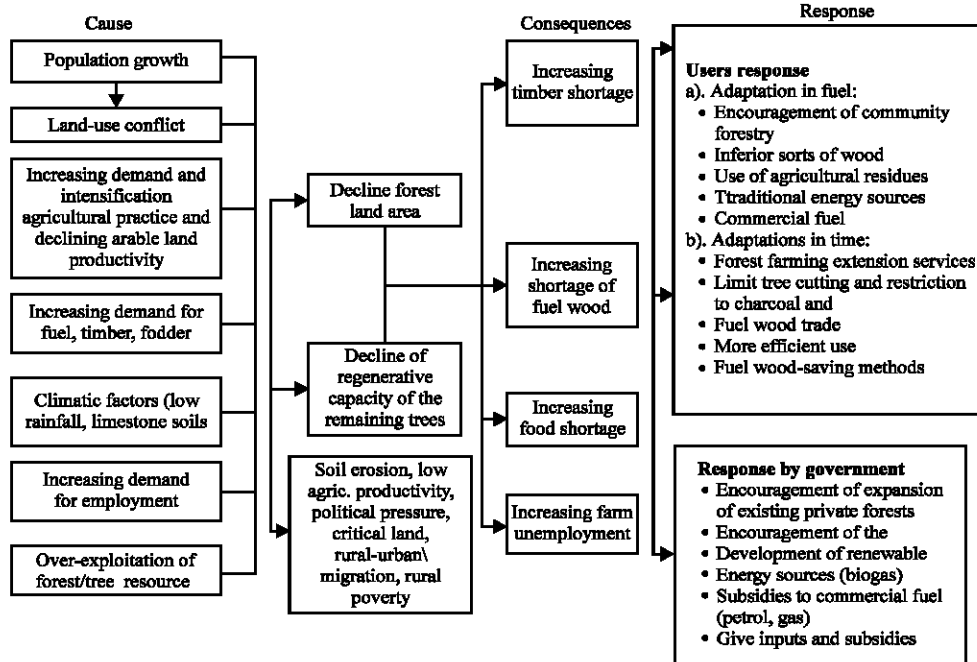 Cause
Population growth
Land-use conflict
Increasing demand and
intensification
agricultural practice and
declining arable land
productivity
Increasing demand for
fuel, timber, fodder
Climatic factors (low
rainfall, limestone soils
Increasing demand
for employment
Over-exploitation of
forest/tree resource
Decline forest
land area
Decline of
regenerative
capacity of the
remaining trees
Soil erosion, low
agric. productivity,
political pressure,
critical land,
rural-urban\
migration, rural
poverty
Consequences
Increasing
timber shortage
Increasing
shortage of
fuel wood
Increasing
food shortage
Increasing farm
unemployment
Response
Users response
a). Adaptation in fuel:
• Encouragement of community
forestry
• Inferior sorts of wood
• Use of agricultural residues
• Ttraditional energy sources
• Commercial fuel
b). Adaptations in time:
• Forest farming extension services
• Limit tree cutting and restriction
to charcoal and
• Fuel wood trade
• More efficient use
• Fuel wood-saving methods
Response by government
• Encouragement of expansion
of existing private forests
• Encouragement of the
• Development of renewable
• Energy sources (biogas)
• Subsidies to commercial fuel
(petrol, gas)
• Give inputs and subsidies